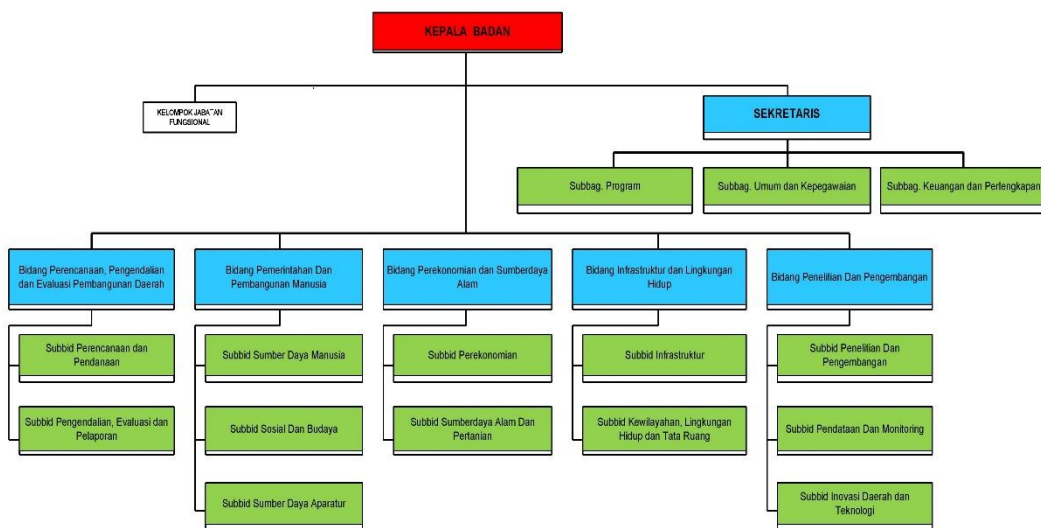 KEPALA BADAN
KELOMPOK JABATAN
FUNGSIONAL
SEKRETARIS
Subbag. Program
Subbag. Umum dan Kepegawaian
Subbag. Keuangan dan Perlengkapan
Bidang Perencanaan, Pengendalian
dan Evaluasi Pembangunan Daerah
Bidang Pemerintahan Dan
Pembangunan Manusia
Bidang Perekonomian dan Sumberdaya
Alam
Bidang Infrastruktur dan Lingkungan
Hidup
Bidang Penelitian Dan Pengembangan
Subbid Perencanaan dan
Pendanaan
Subbid Sumber Daya Manusia
Subbid Perekonomian
Subbid Infrastruktur
Subbid Penelitian Dan
Pengembangan
Subbid Pengendalian, Evaluasi dan
Pelaporan
Subbid Sosial Dan Budaya
Subbid Sumberdaya Alam Dan
Pertanian
Subbid Kewilayahan, Lingkungan
Hidup dan Tata Ruang
Subbid Pendataan Dan Monitoring
Subbid Sumber Daya Aparatur
Subbid Inovasi Daerah dan
Teknologi